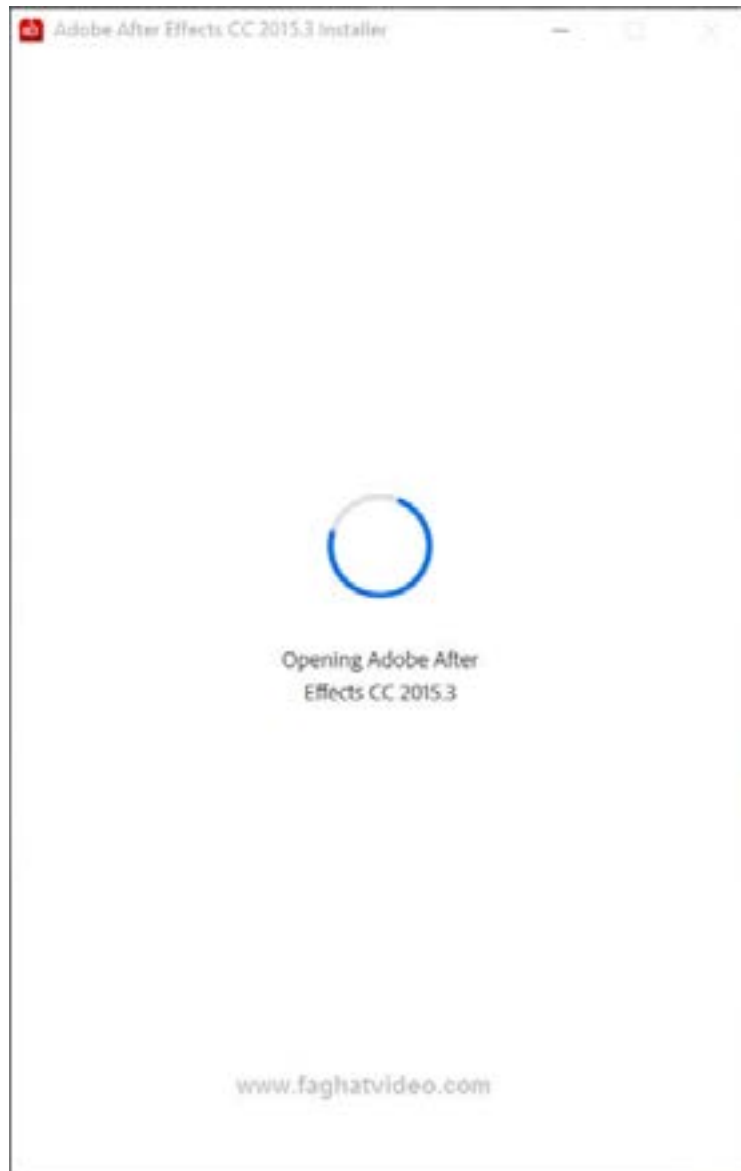 Adobe After Effects CC 2015.3 Installer
Opening Adobe After
Effects CC 2015.3
www.faghatvideo.com